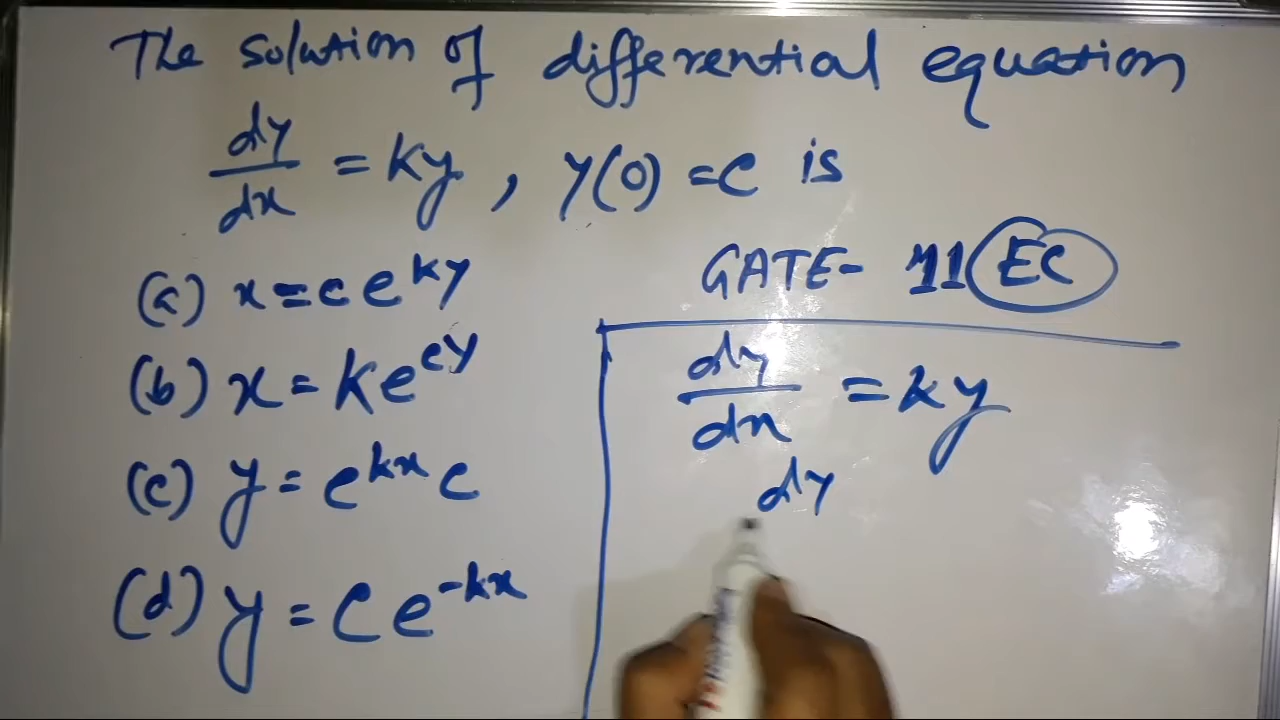 The solution of differential equation
dy/dx = ky, y(0) = c is
GATE- 11 EC
(a) x = c e^ky
(b) x = k e^cy
(c) y = e^kx c
(d) y = c e^-kx
dy/dx = ky
dy